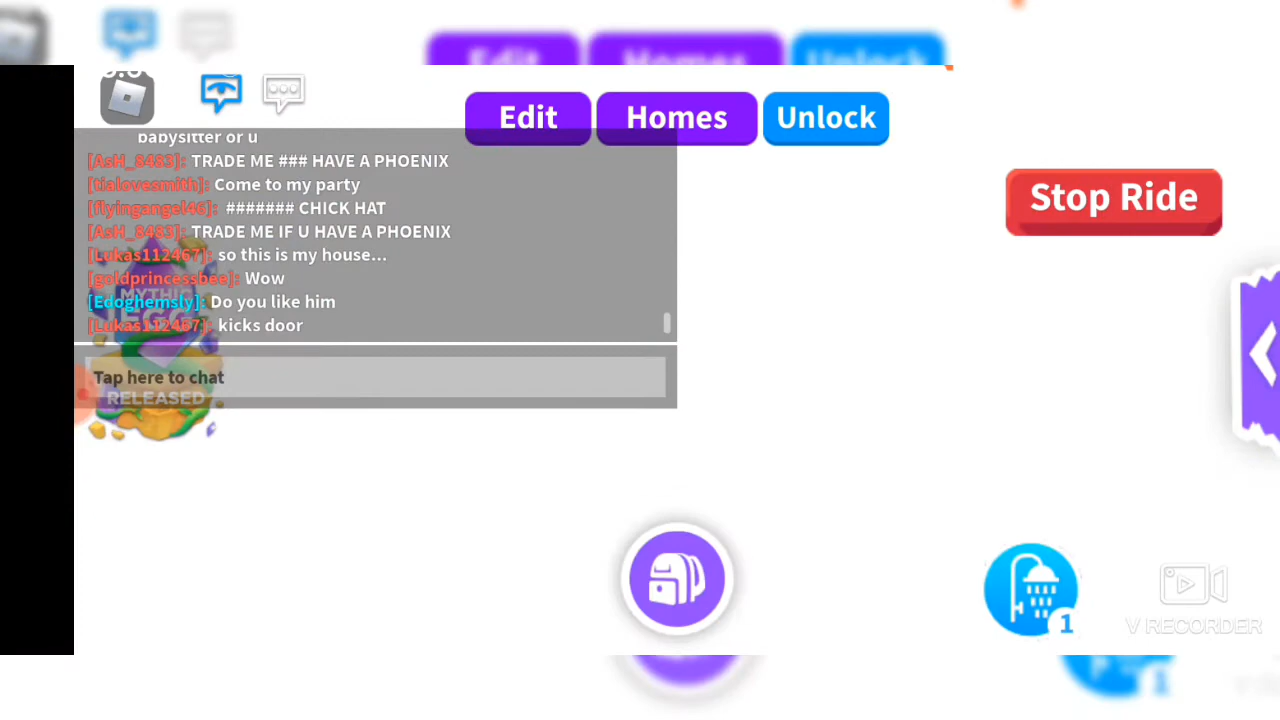 Edit Homes Unlock
babysitter or u
[AsH_8483]: TRADE ME ### HAVE A PHOENIX
[tialovesmith]: Come to my party
[flyingangel46]: ####### CHICK HAT
[AsH_8483]: TRADE ME IF U HAVE A PHOENIX
[Lukas112467]: so this is my house...
[goldprincessbee]: Wow
[Edoghemsly]: Do you like him
[Lukas112467]: kicks door
MYTHIC
EGG
Tap here to chat
RELEASED
Stop Ride
1
V RECORDER